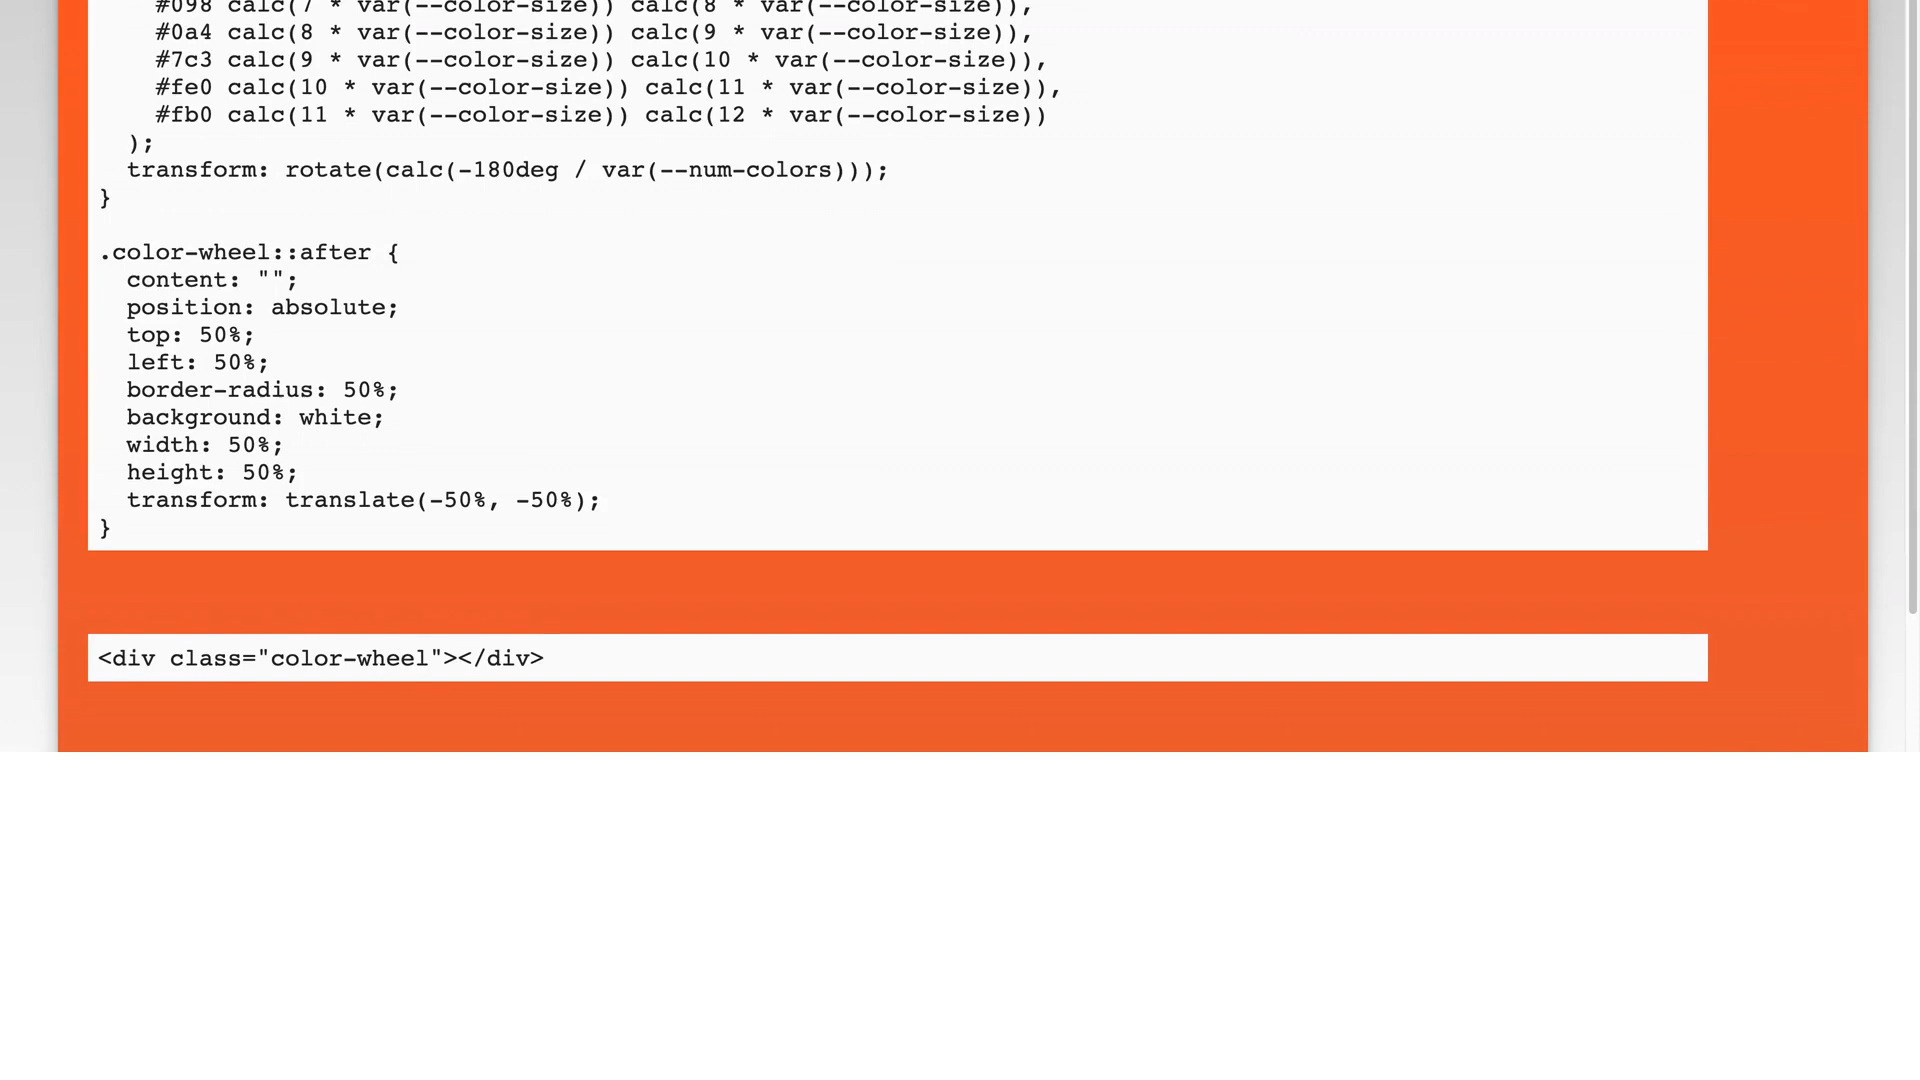 #098 calc(7 * var(--color-size)) calc(8 * var(--color-size)),
#0a4 calc(8 * var(--color-size)) calc(9 * var(--color-size)),
#7c3 calc(9 * var(--color-size)) calc(10 * var(--color-size)),
#fe0 calc(10 * var(--color-size)) calc(11 * var(--color-size)),
#fb0 calc(11 * var(--color-size)) calc(12 * var(--color-size))
);
transform: rotate(calc(-180deg / var(--num-colors)));
}
.color-wheel::after {
content: "";
position: absolute;
top: 50%;
left: 50%;
border-radius: 50%;
background: white;
width: 50%;
height: 50%;
transform: translate(-50%, -50%);
}
<div class="color-wheel"></div>